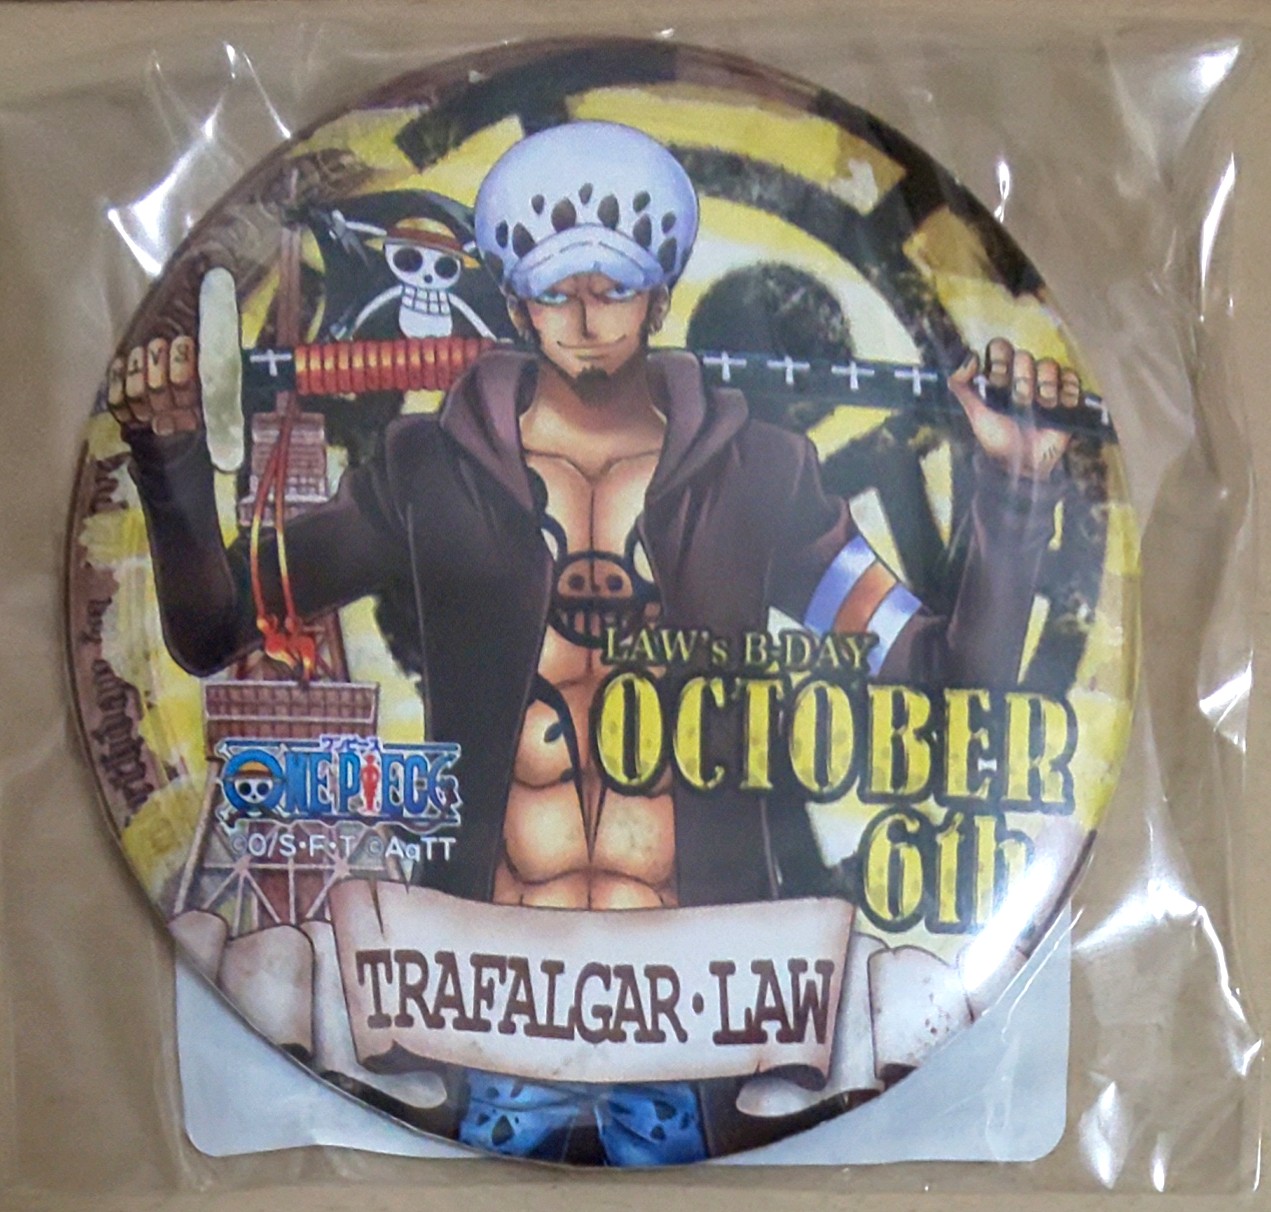 LAW's B-DAY
OCTOBER
6th
ワンピース
ONE PIECE
©O/S・F・T ©AaTT
TRAFALGAR・LAW